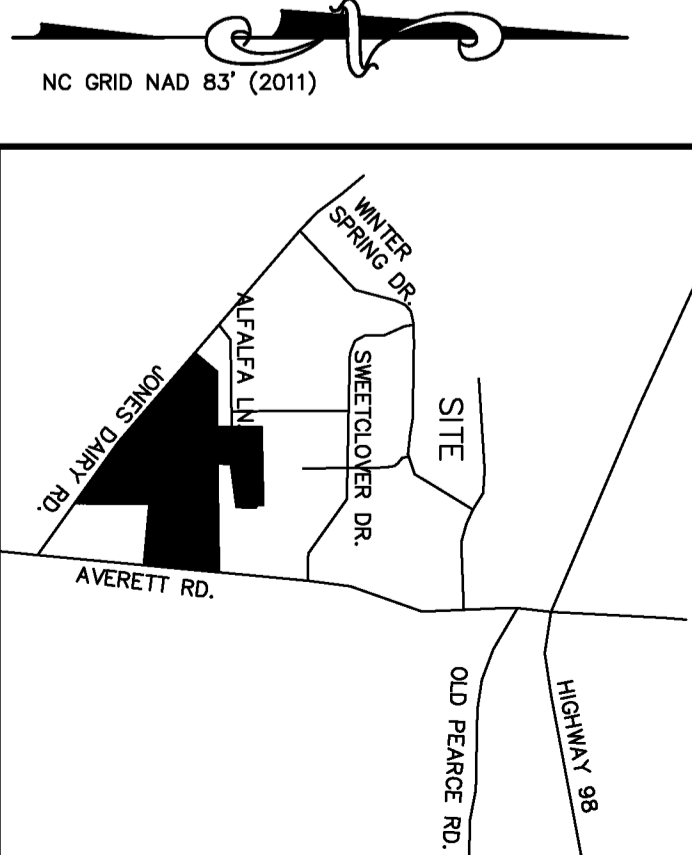 NC GRID NAD 83' (2011)
WINTER
SPRING DR.
ALFALFA LN.
JONES DAIRY RD.
SWEETCLOVER DR.
SITE
AVERETT RD.
OLD PEARCE RD.
HIGHWAY 98